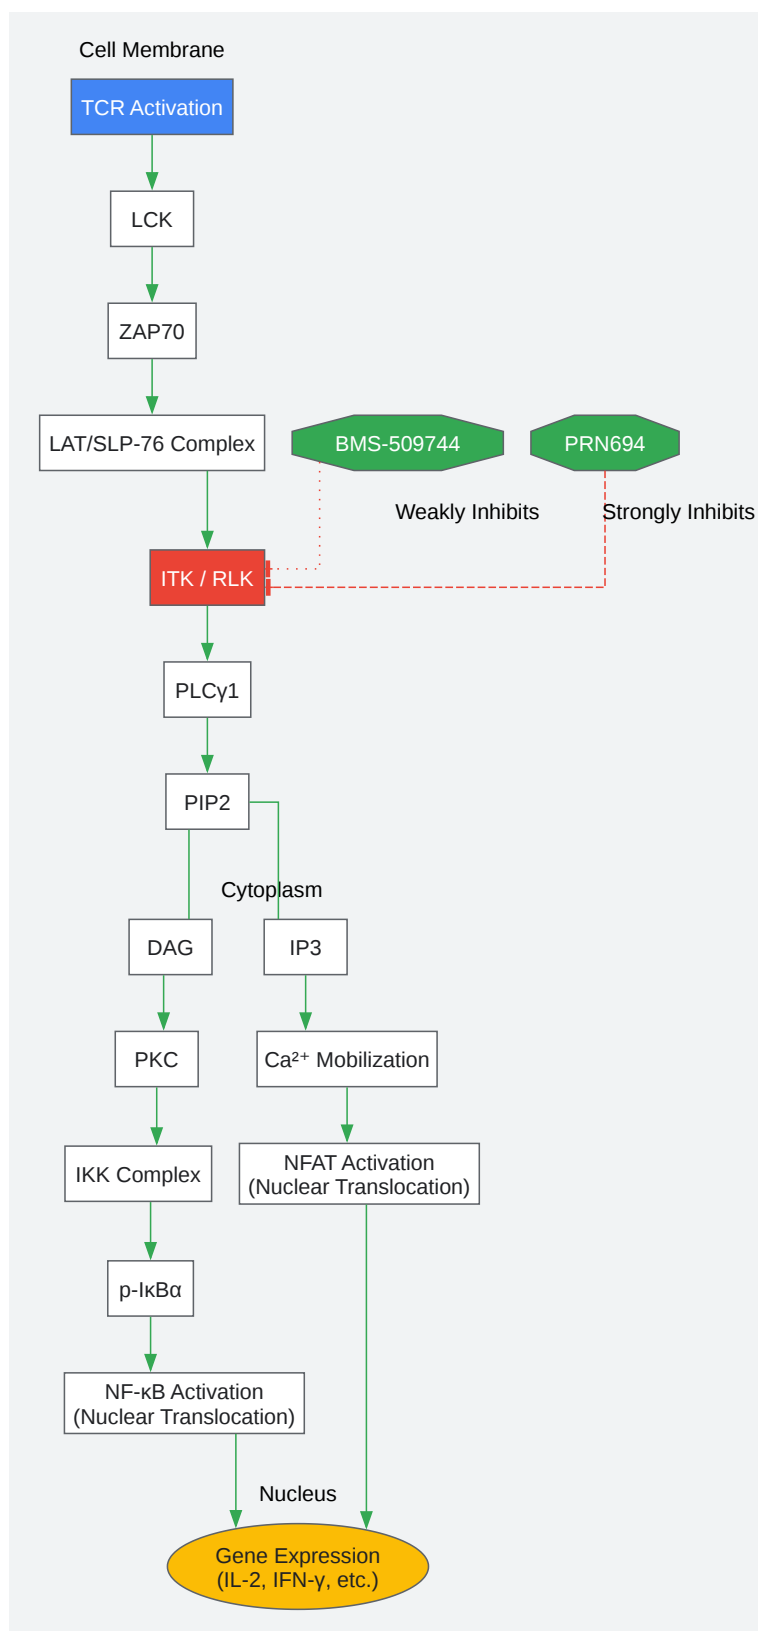 Cell Membrane
TCR Activation
LCK
ZAP70
LAT/SLP-76 Complex
BMS-509744
PRN694
Weakly Inhibits
Strongly Inhibits
ITK / RLK
PLCγ1
PIP2
Cytoplasm
DAG
IP3
PKC
Ca²⁺ Mobilization
IKK Complex
NFAT Activation
(Nuclear Translocation)
p-IκBα
NF-κB Activation
(Nuclear Translocation)
Nucleus
Gene Expression
(IL-2, IFN-γ, etc.)